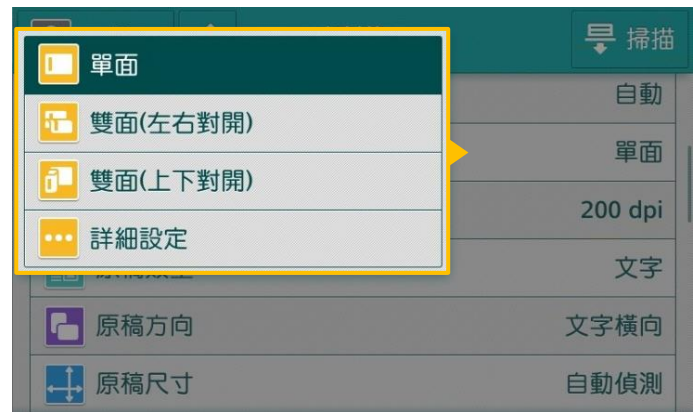 掃描
單面
雙面(左右對開)
雙面(上下對開)
詳細設定
自動
單面
200 dpi
文字
原稿方向
文字橫向
原稿尺寸
自動偵測